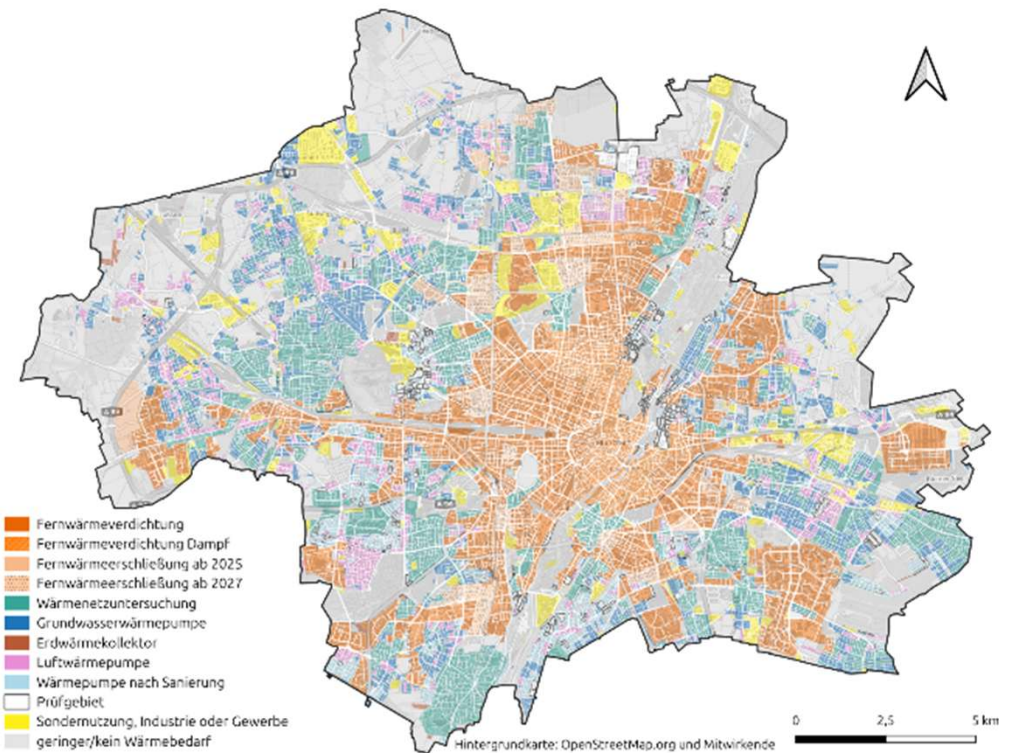 Fernwärmeverdichtung
Fernwärmeverdichtung Dampf
Fernwärmeerschließung ab 2025
Fernwärmeerschließung ab 2027
Wärmenetzuntersuchung
Grundwasserwärmepumpe
Erdwärmekollektor
Luftwärmepumpe
Wärmepumpe nach Sanierung
Prüfgebiet
Sondernutzung, Industrie oder Gewerbe
geringer/kein Wärmebedarf
Hintergrundkarte: OpenStreetMap.org und Mitwirkende
0 2,5 5 km